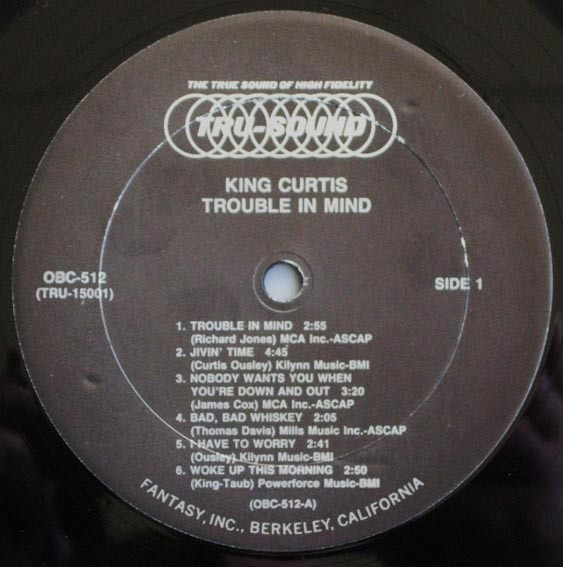 THE TRUE SOUND OF HIGH FIDELITY
TRU-SOUND
KING CURTIS
TROUBLE IN MIND
OBC-512
(TRU-15001)
SIDE 1
1. TROUBLE IN MIND 2:55
(Richard Jones) MCA Inc.-ASCAP
2. JIVIN' TIME 4:45
(Curtis Ousley) Kilynn Music-BMI
3. NOBODY WANTS YOU WHEN
YOU'RE DOWN AND OUT 3:20
(James Cox) MCA Inc.-ASCAP
4. BAD, BAD WHISKEY 2:05
(Thomas Davis) Mills Music Inc.-ASCAP
5. I HAVE TO WORRY 2:41
(Ousley) Kilynn Music-BMI
6. WOKE UP THIS MORNING 2:50
(King-Taub) Powerforce Music-BMI
(OBC-512-A)
FANTASY, INC., BERKELEY, CALIFORNIA